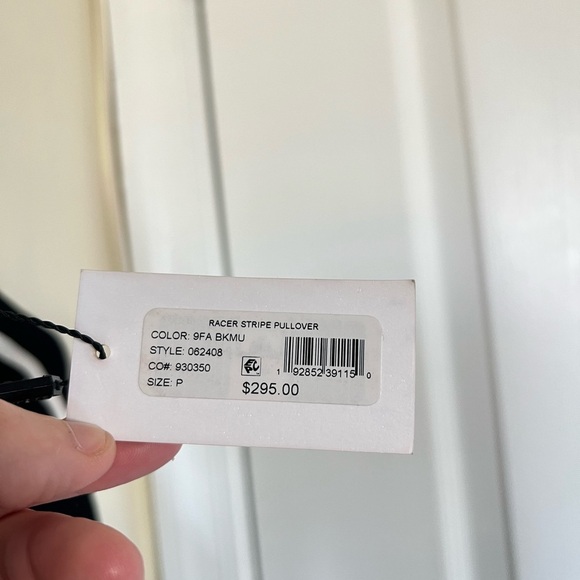 RACER STRIPE PULLOVER
COLOR: 9FA BKMU
STYLE: 062408
CO#: 930350
SIZE: P
1 92852 39115 0
$295.00